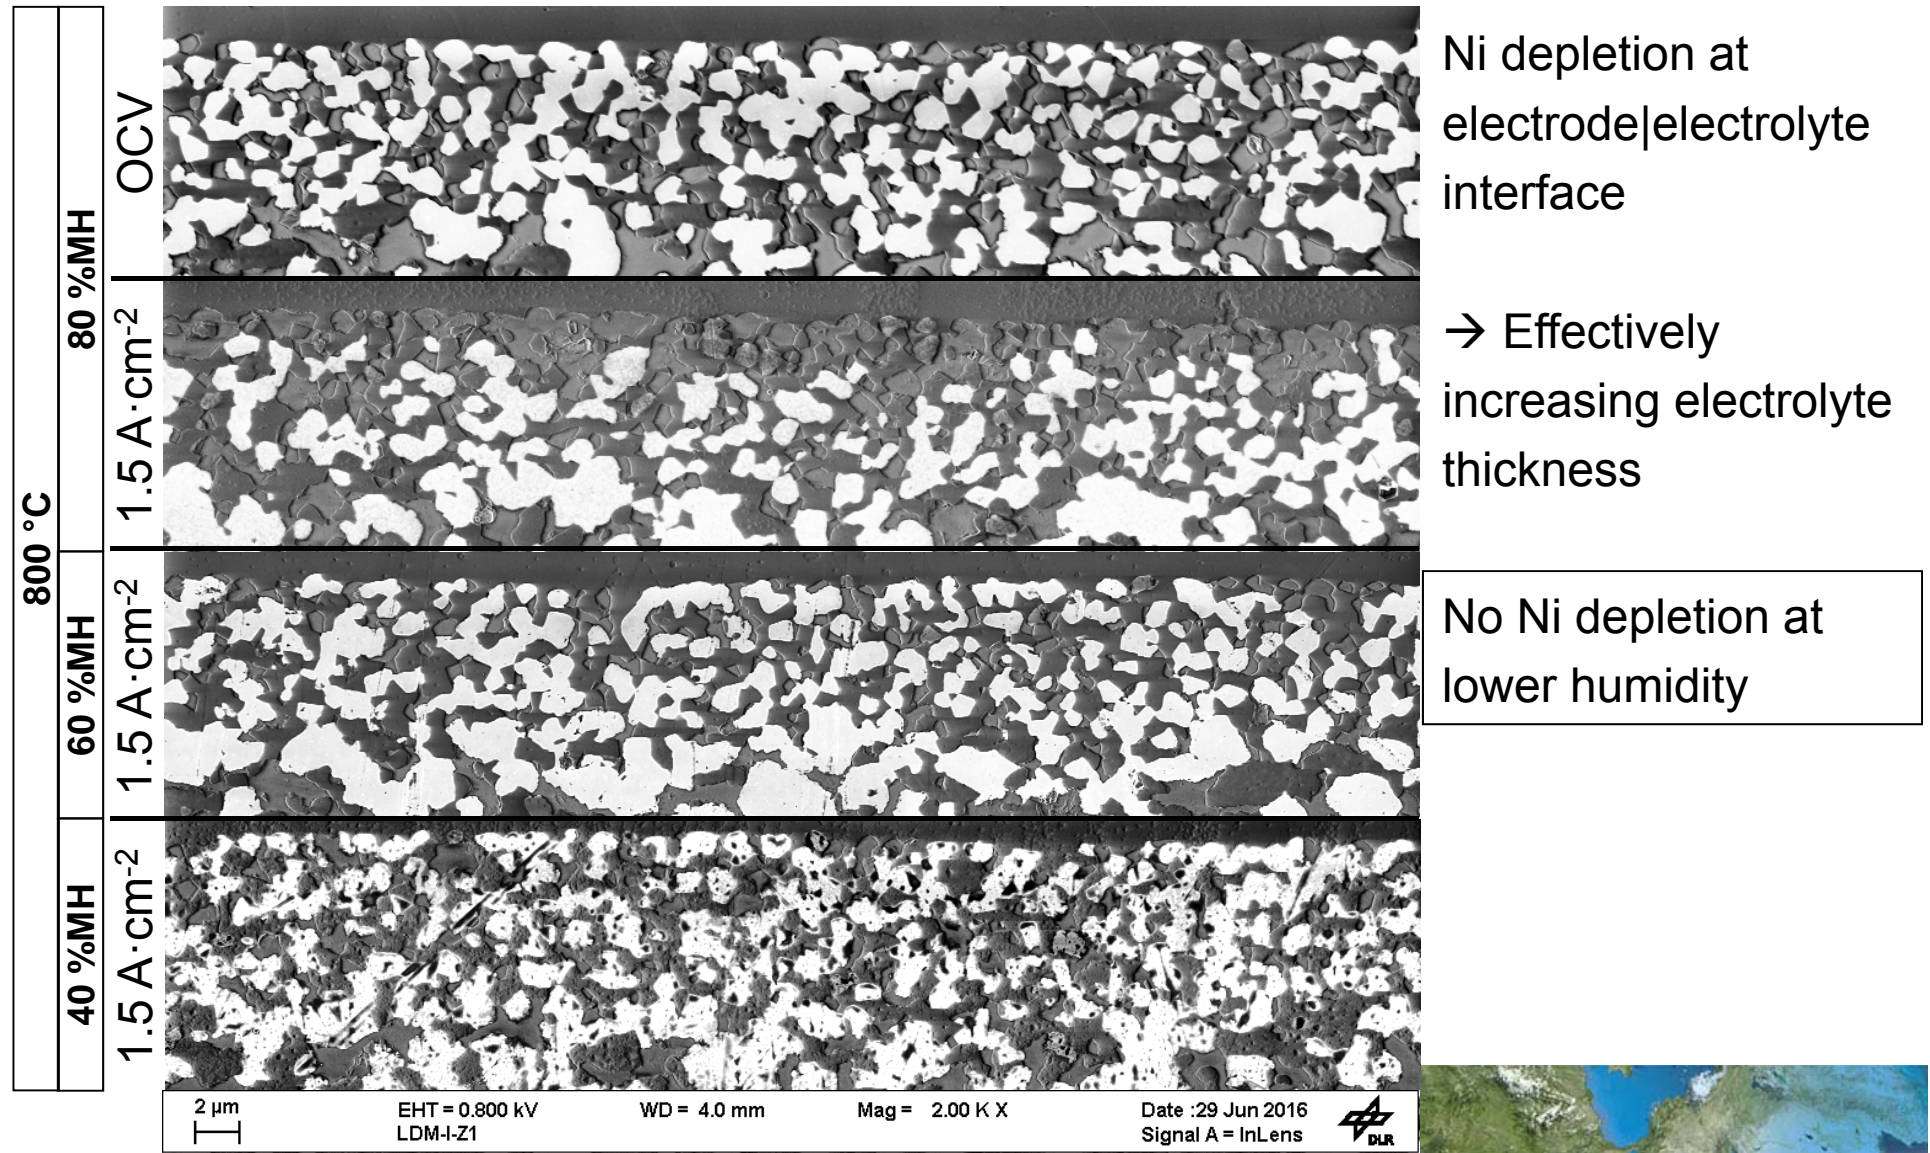 800 °C
80 %MH
OCV
1.5 A·cm-2
60 %MH
1.5 A·cm-2
40 %MH
1.5 A·cm-2
Ni depletion at
electrode|electrolyte
interface
→ Effectively
increasing electrolyte
thickness
No Ni depletion at
lower humidity
2 µm
EHT = 0.800 kV
WD = 4.0 mm
Mag = 2.00 K X
Date :29 Jun 2016
LDM-I-Z1
Signal A = InLens
DLR